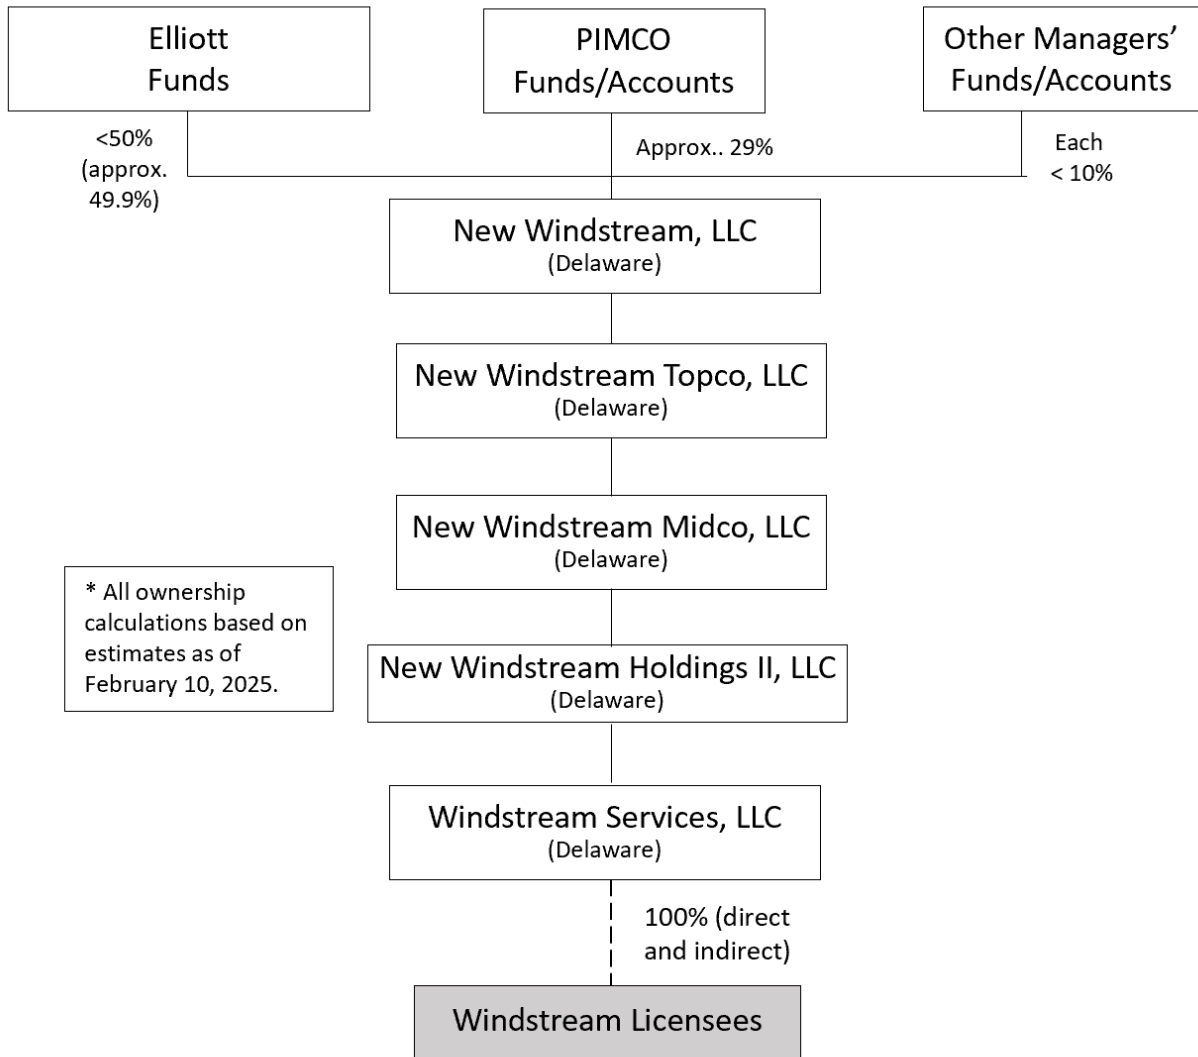 Elliott
Funds
PIMCO
Funds/Accounts
Other Managers’
Funds/Accounts
<50%
(approx.
49.9%)
Approx.. 29%
Each
< 10%
New Windstream, LLC
(Delaware)
New Windstream Topco, LLC
(Delaware)
New Windstream Midco, LLC
(Delaware)
* All ownership
calculations based on
estimates as of
February 10, 2025.
New Windstream Holdings II, LLC
(Delaware)
Windstream Services, LLC
(Delaware)
100% (direct
and indirect)
Windstream Licensees